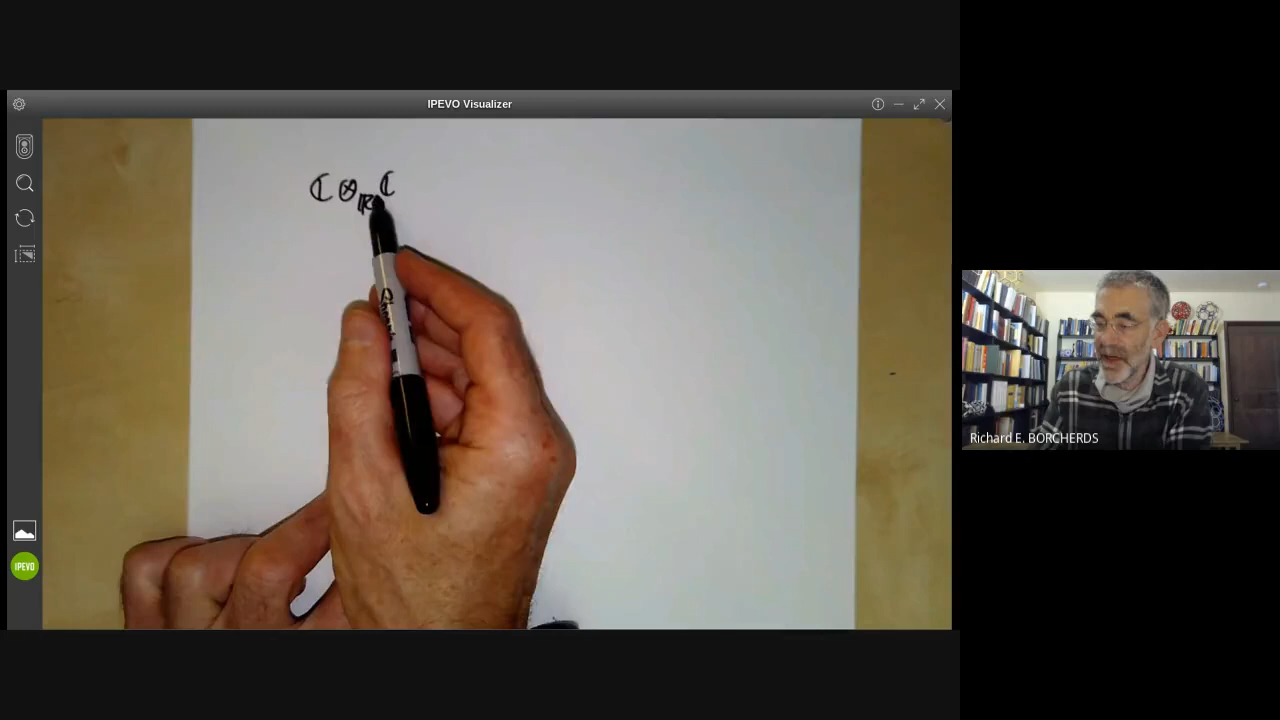 IPEVO Visualizer
ℂ ⊗ℝ ℂ
IPEVO
Richard E. BORCHERDS